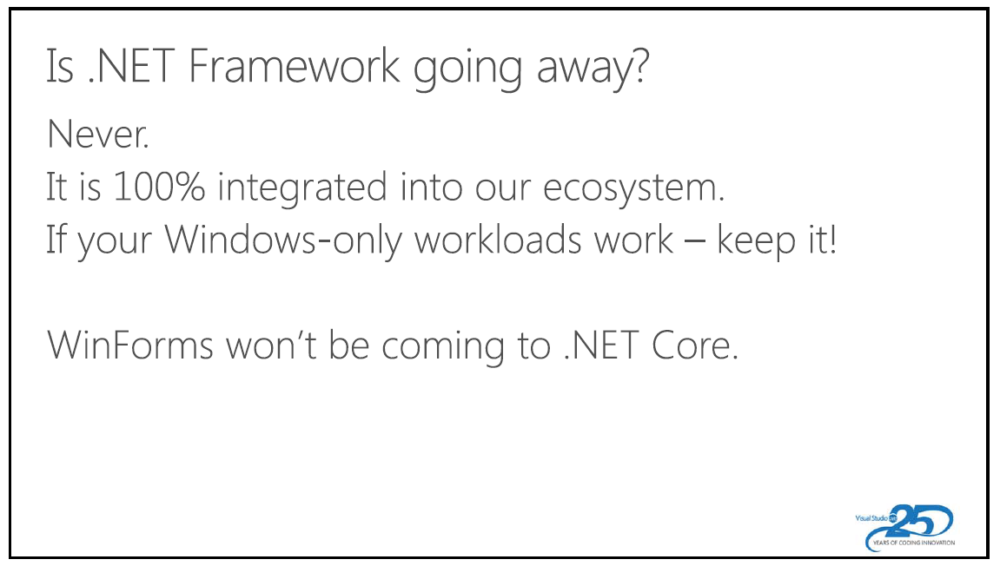 Is .NET Framework going away?
Never.
It is 100% integrated into our ecosystem.
If your Windows-only workloads work – keep it!
WinForms won't be coming to .NET Core.
Visual Studio
25
YEARS OF CODING INNOVATION